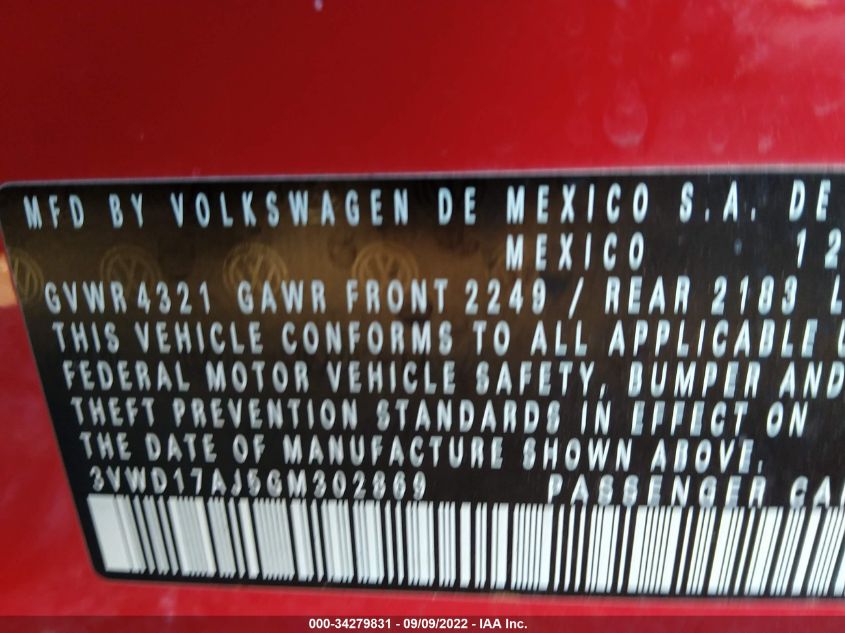 MFD BY VOLKSWAGEN DE MEXICO S.A. DE
MEXICO 12
GVWR 4321 GAWR FRONT 2249 / REAR 2183 L
THIS VEHICLE CONFORMS TO ALL APPLICABLE U
FEDERAL MOTOR VEHICLE SAFETY, BUMPER AND
THEFT PREVENTION STANDARDS IN EFFECT ON
THE DATE OF MANUFACTURE SHOWN ABOVE.
3VWD17AJ5GM302869 PASSENGER CAR
000-34279831 - 09/09/2022 - IAA Inc.